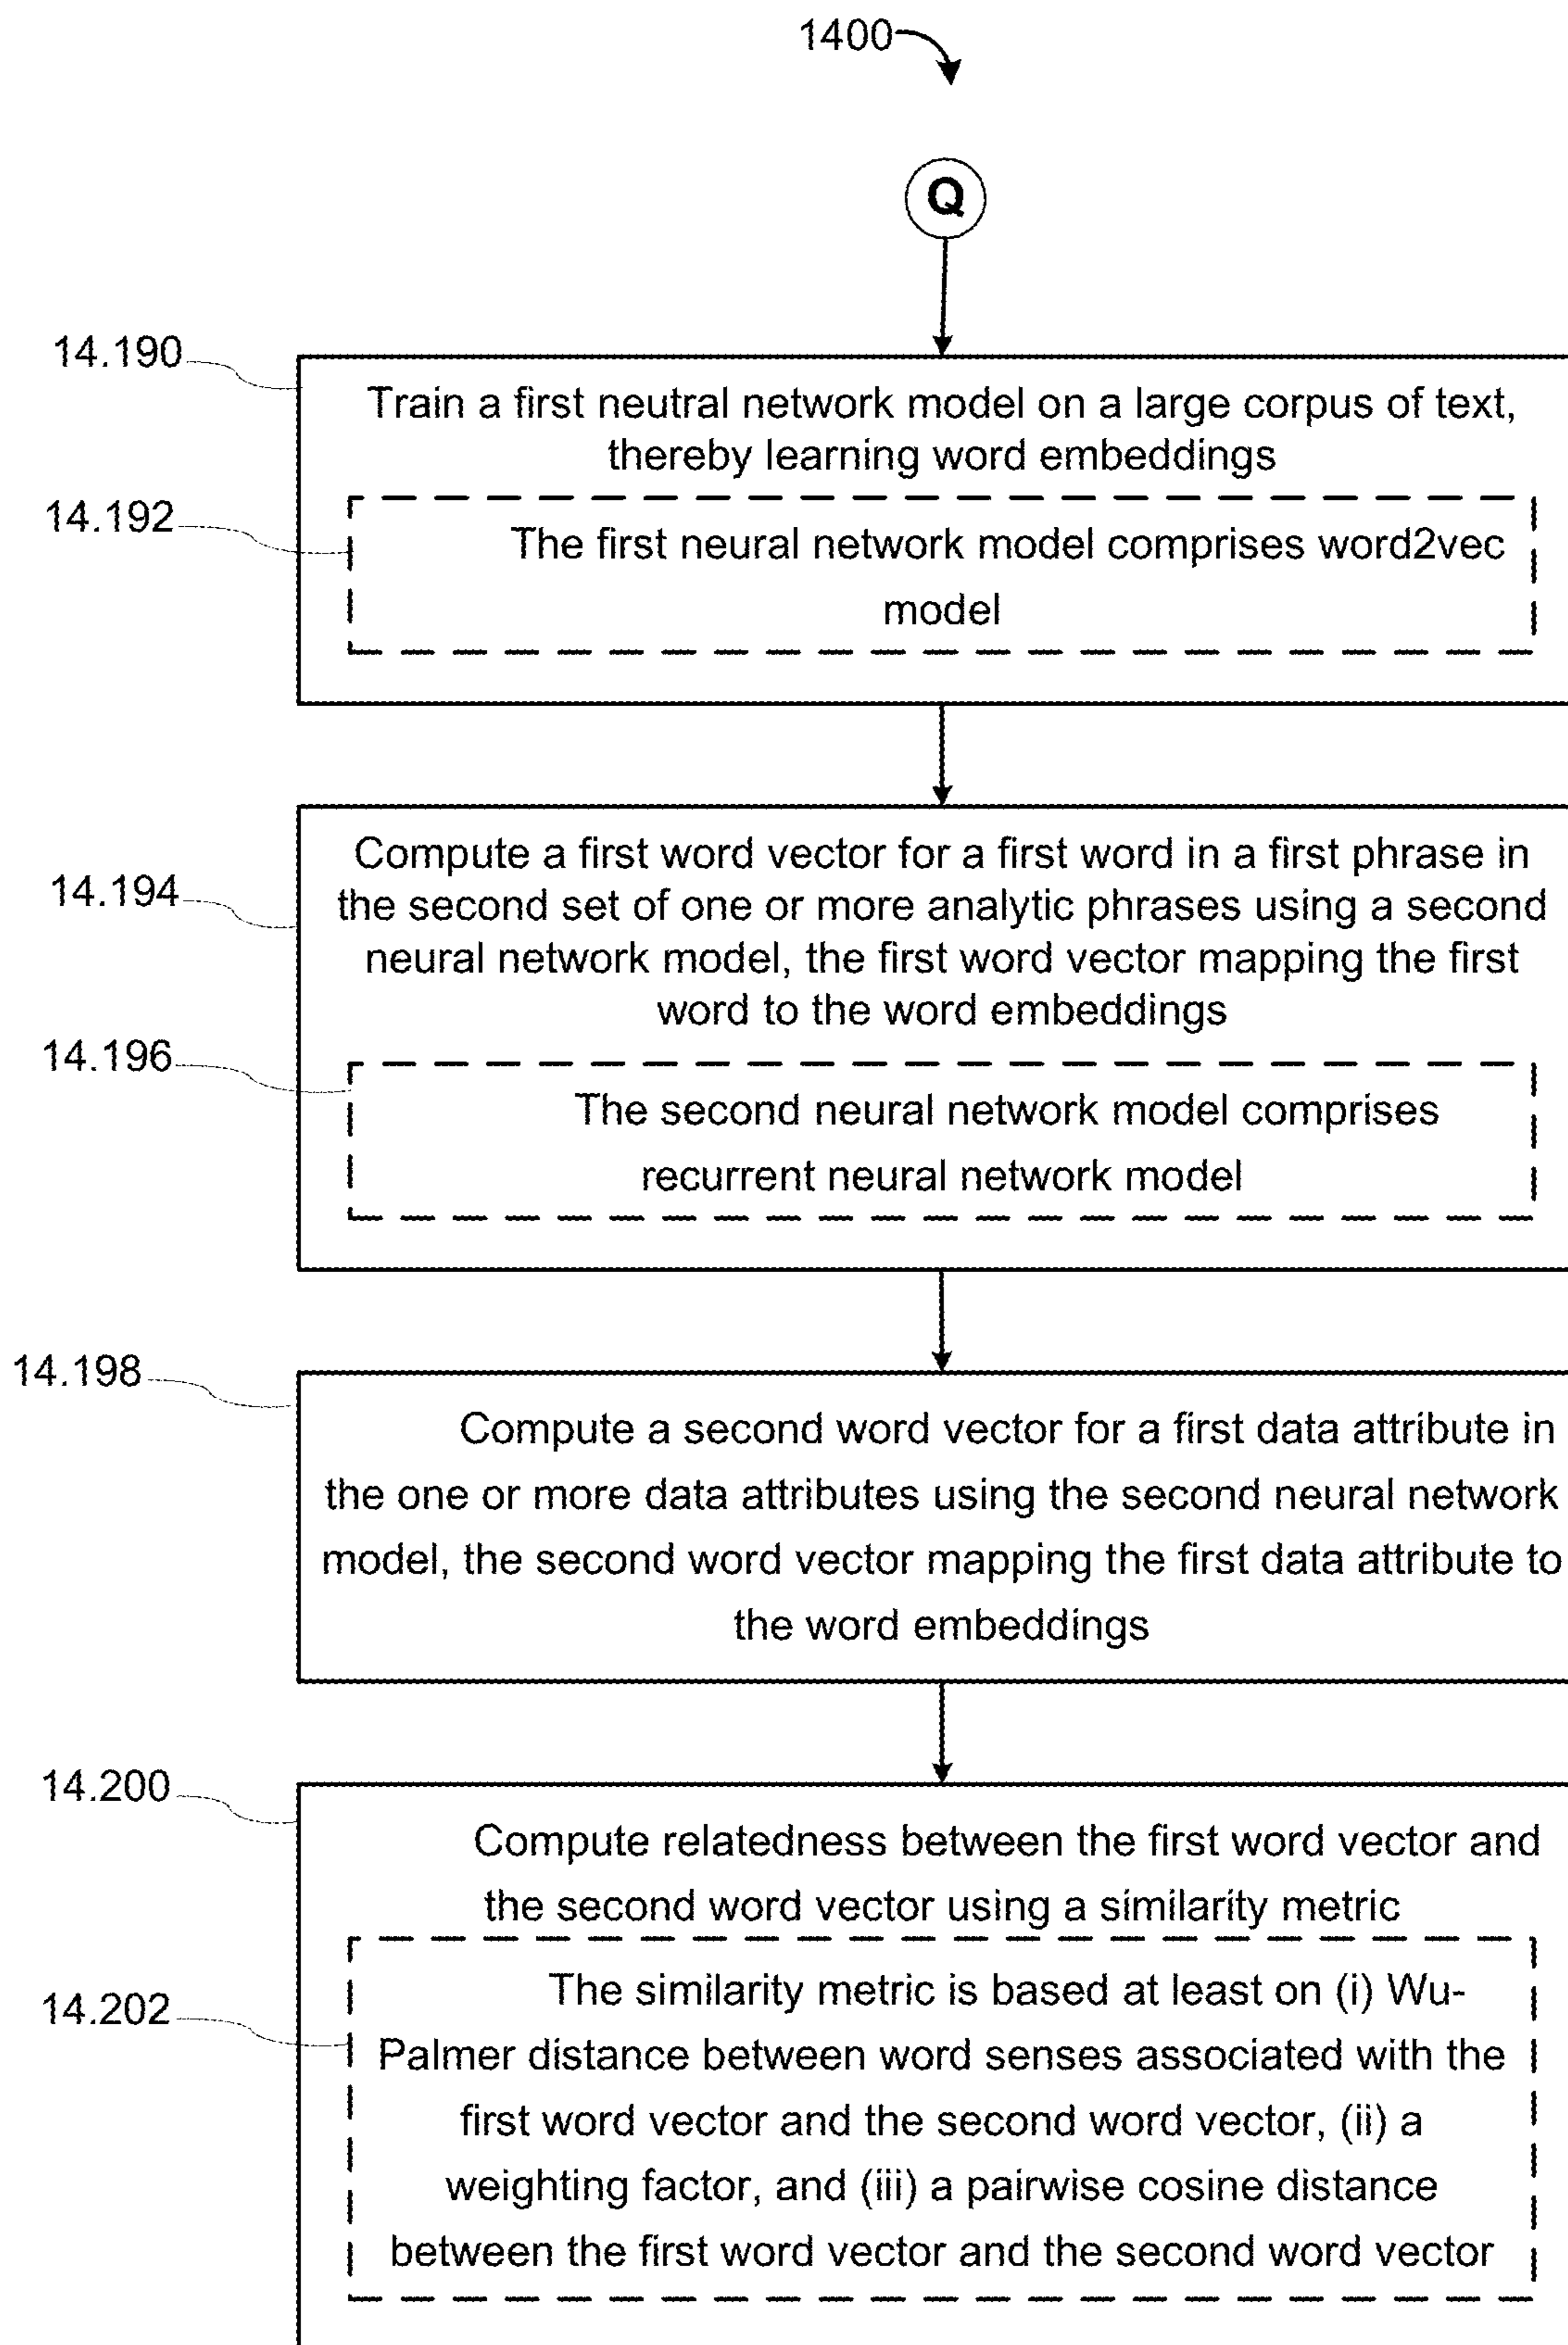 1400
Q
14.190
Train a first neutral network model on a large corpus of text,
thereby learning word embeddings
14.192
The first neural network model comprises word2vec
model
14.194
Compute a first word vector for a first word in a first phrase in
the second set of one or more analytic phrases using a second
neural network model, the first word vector mapping the first
word to the word embeddings
14.196
The second neural network model comprises
recurrent neural network model
14.198
Compute a second word vector for a first data attribute in
the one or more data attributes using the second neural network
model, the second word vector mapping the first data attribute to
the word embeddings
14.200
Compute relatedness between the first word vector and
the second word vector using a similarity metric
14.202
The similarity metric is based at least on (i) Wu-
Palmer distance between word senses associated with the
first word vector and the second word vector, (ii) a
weighting factor, and (iii) a pairwise cosine distance
between the first word vector and the second word vector